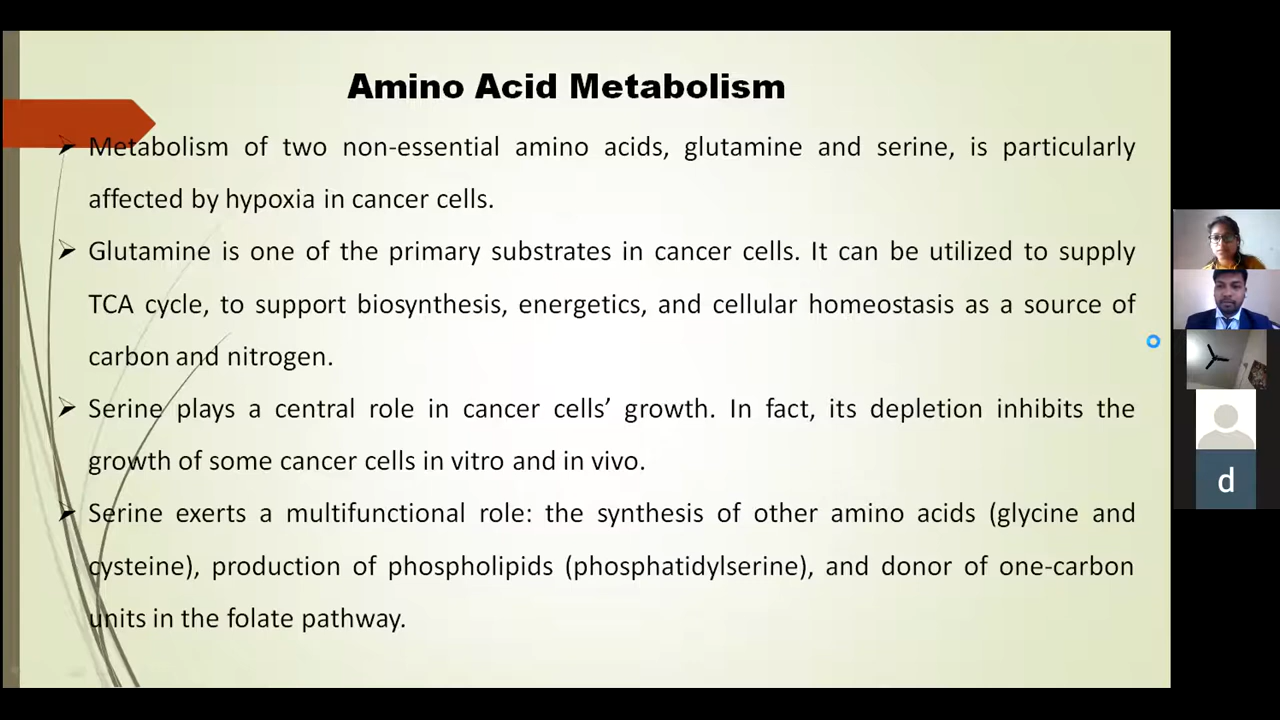 Amino Acid Metabolism
➢ Metabolism of two non-essential amino acids, glutamine and serine, is particularly
affected by hypoxia in cancer cells.
➢ Glutamine is one of the primary substrates in cancer cells. It can be utilized to supply
TCA cycle, to support biosynthesis, energetics, and cellular homeostasis as a source of
carbon and nitrogen.
➢ Serine plays a central role in cancer cells’ growth. In fact, its depletion inhibits the
growth of some cancer cells in vitro and in vivo.
➢ Serine exerts a multifunctional role: the synthesis of other amino acids (glycine and
cysteine), production of phospholipids (phosphatidylserine), and donor of one-carbon
units in the folate pathway.
d